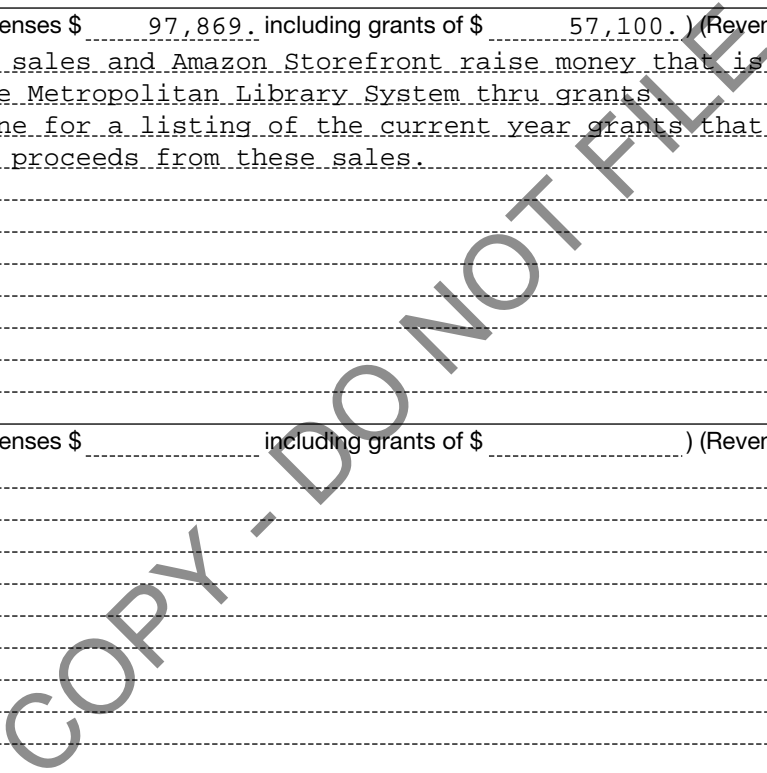 enses $ 97,869. including grants of $ 57,100. ) (Reven
sales and Amazon Storefront raise money that is
e Metropolitan Library System thru grants.
ne for a listing of the current year grants that
proceeds from these sales.
enses $ including grants of $ ) (Reven
COPY - DO NOT FILE